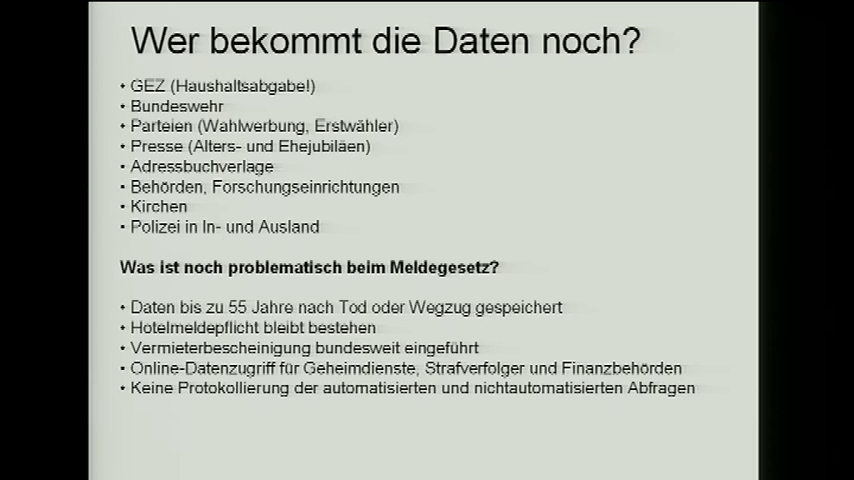 Wer bekommt die Daten noch?
• GEZ (Haushaltsabgabe!)
• Bundeswehr
• Parteien (Wahlwerbung, Erstwähler)
• Presse (Alters- und Ehejubiläen)
• Adressbuchverlage
• Behörden, Forschungseinrichtungen
• Kirchen
• Polizei in In- und Ausland
Was ist noch problematisch beim Meldegesetz?
• Daten bis zu 55 Jahre nach Tod oder Wegzug gespeichert
• Hotelmeldepflicht bleibt bestehen
• Vermieterbescheinigung bundesweit eingeführt
• Online-Datenzugriff für Geheimdienste, Strafverfolger und Finanzbehörden
• Keine Protokollierung der automatisierten und nichtautomatisierten Abfragen